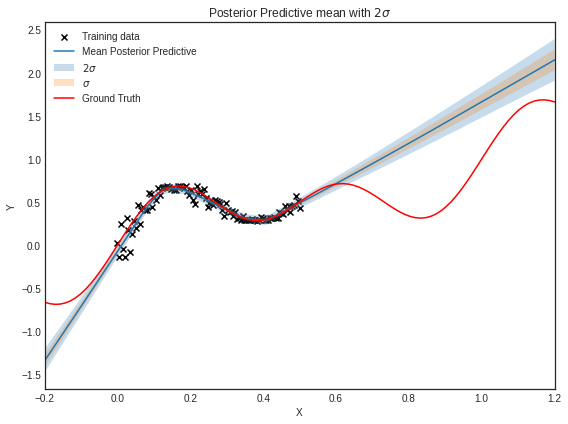 Posterior Predictive mean with 2σ
Training data
Mean Posterior Predictive
2σ
σ
Ground Truth
2.5
2.0
1.5
1.0
0.5
0.0
−0.5
−1.0
−1.5
Y
−0.2 0.0 0.2 0.4 0.6 0.8 1.0 1.2
X